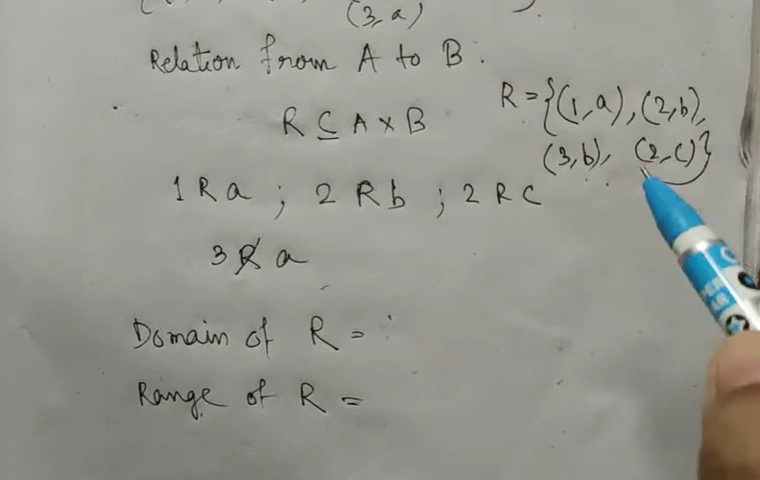 (3, a)
Relation from A to B :
R ⊆ A × B
R = {(1, a), (2, b),
(3, b), (2, c)}
1 R a ; 2 R b ; 2 R c
3 R̸ a
Domain of R =
Range of R =